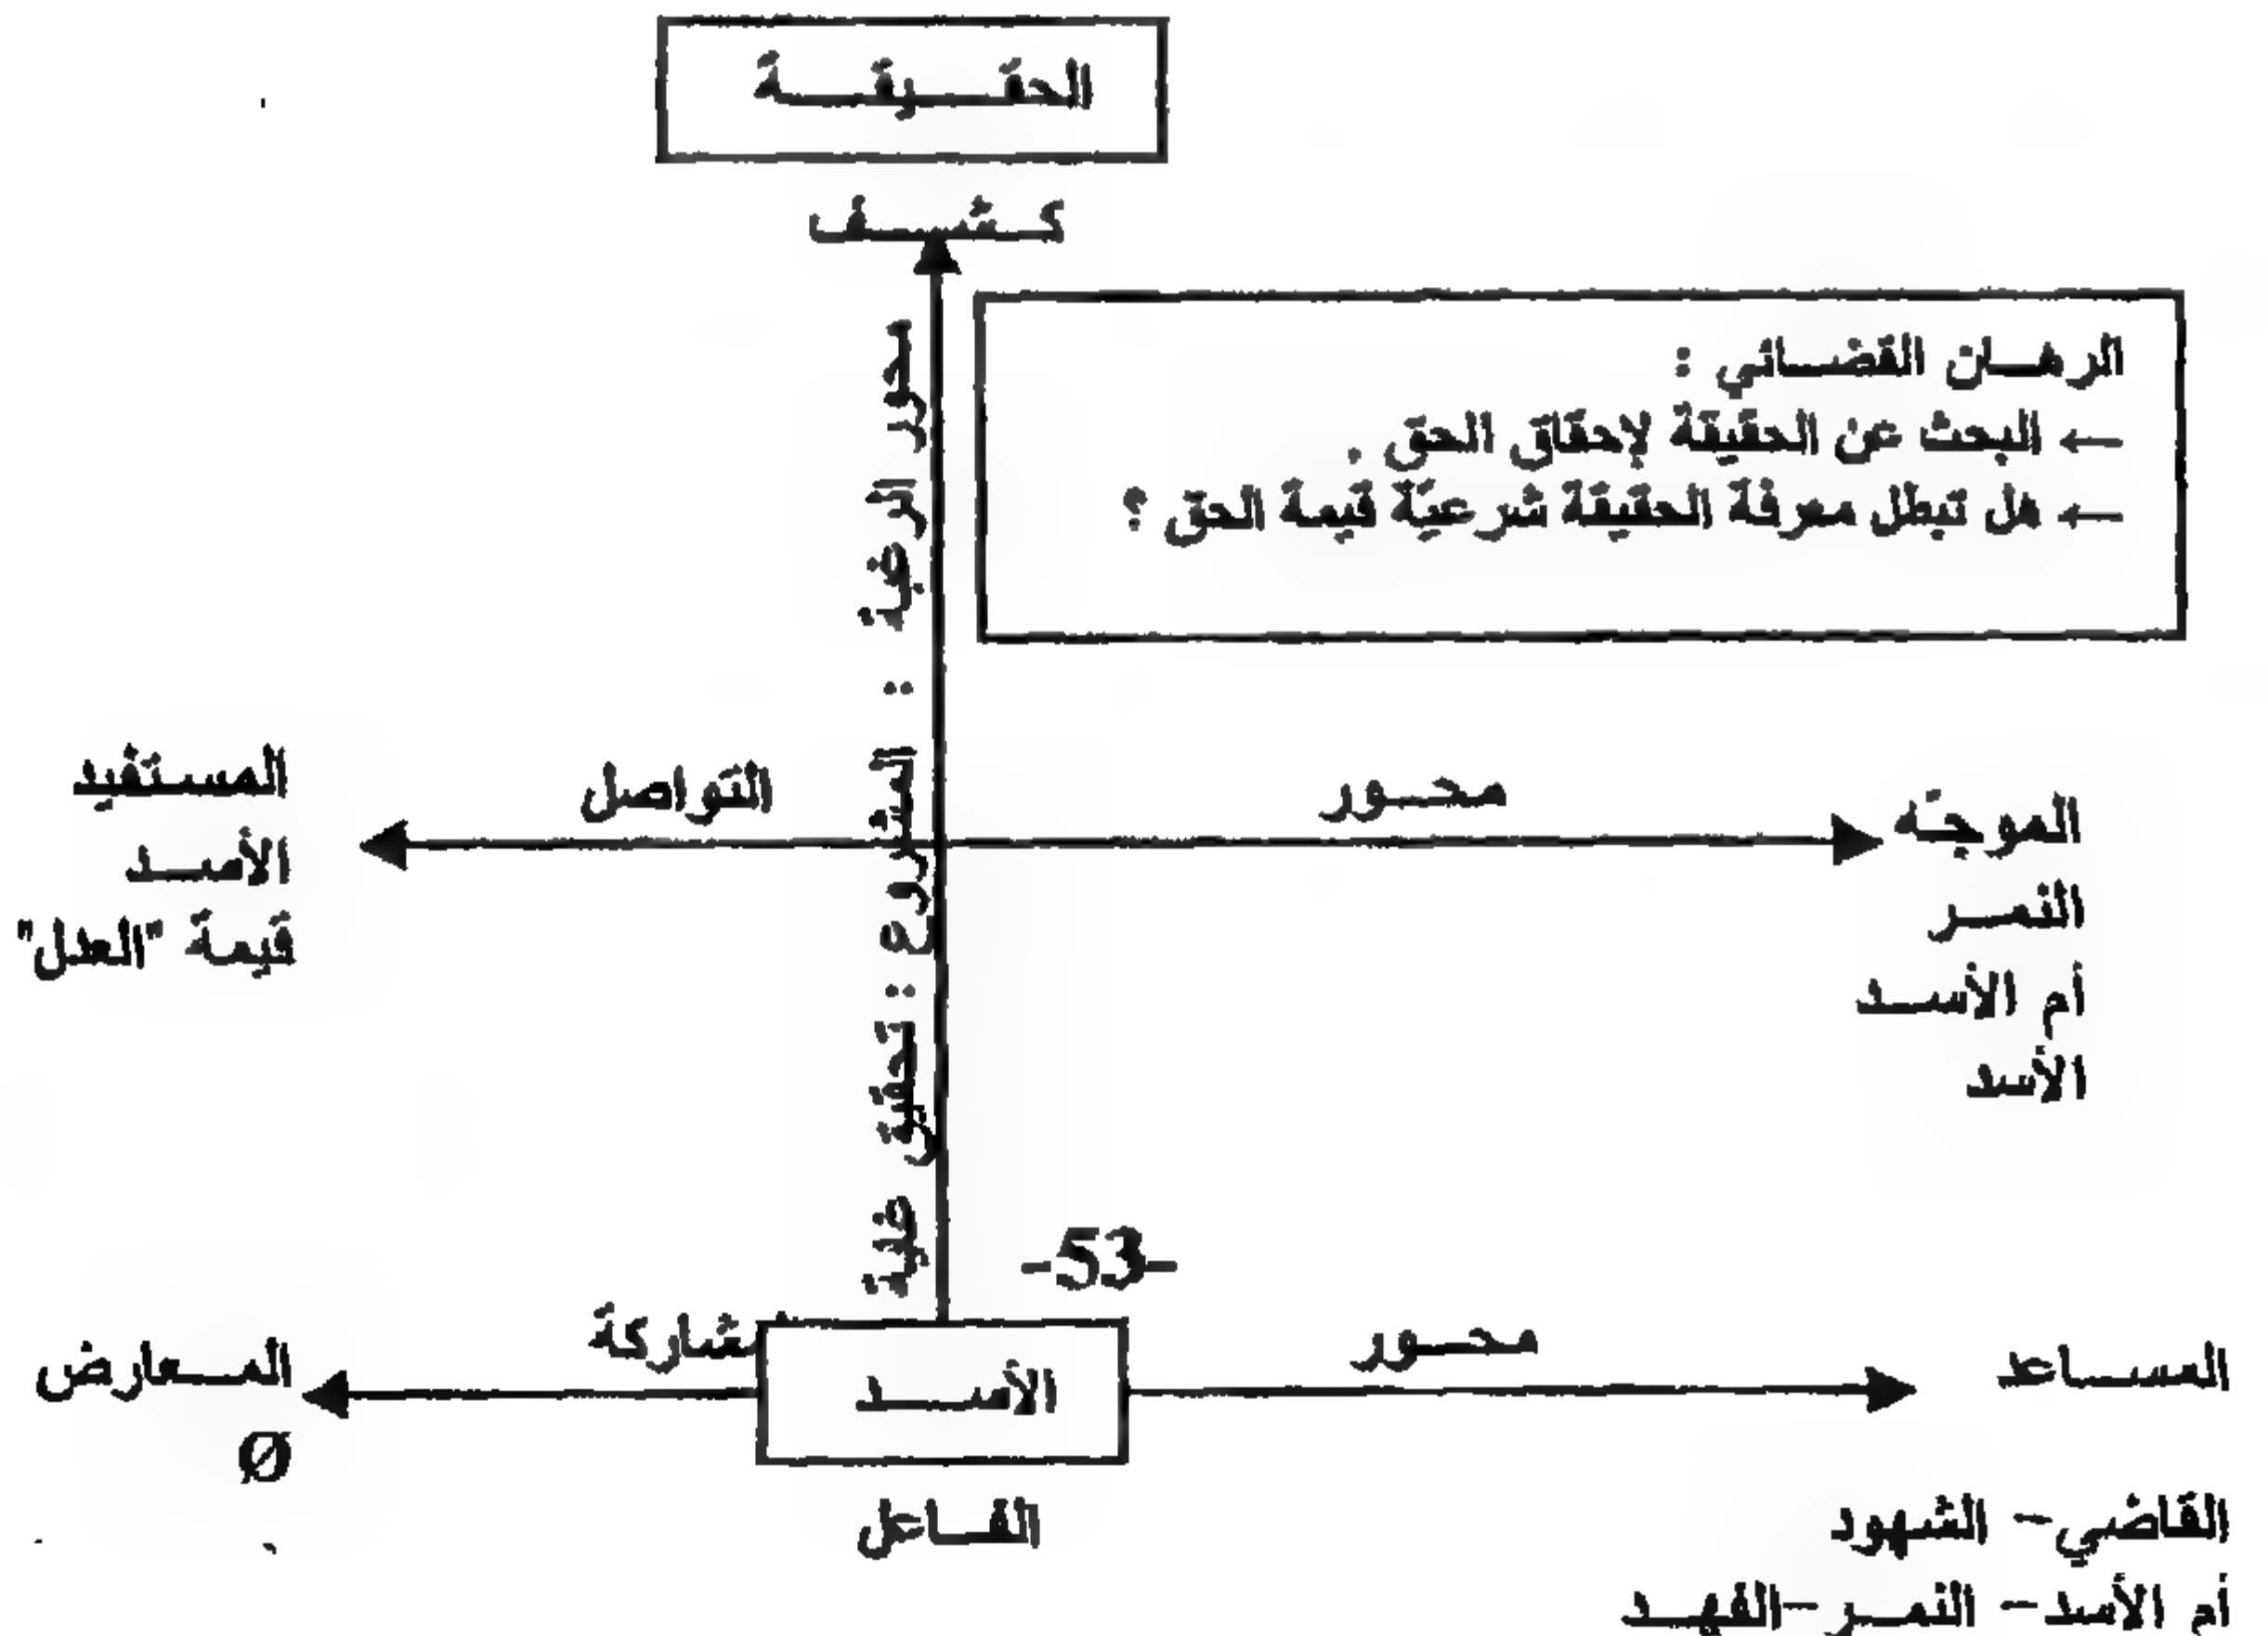 الحقيقة
كشف
محور الرغبة : المشروع : تحقيق غلبة
الرهان القضائي :
← البحث عن الحقيقة لإحقاق الحق .
← هل تبطل معرفة الحقيقة شرعيّة قيمة الحق ؟
محور التواصل
الموجّه
النمر
أم الأسد
الأسد
المستفيد
الأسد
قيمة "العدل"
-53-
محور
مشاركة
المساعد
القاضي- الشهود
أم الأسد- النمر-الفهد
الأسد
الفاعل
المعارض
Ø